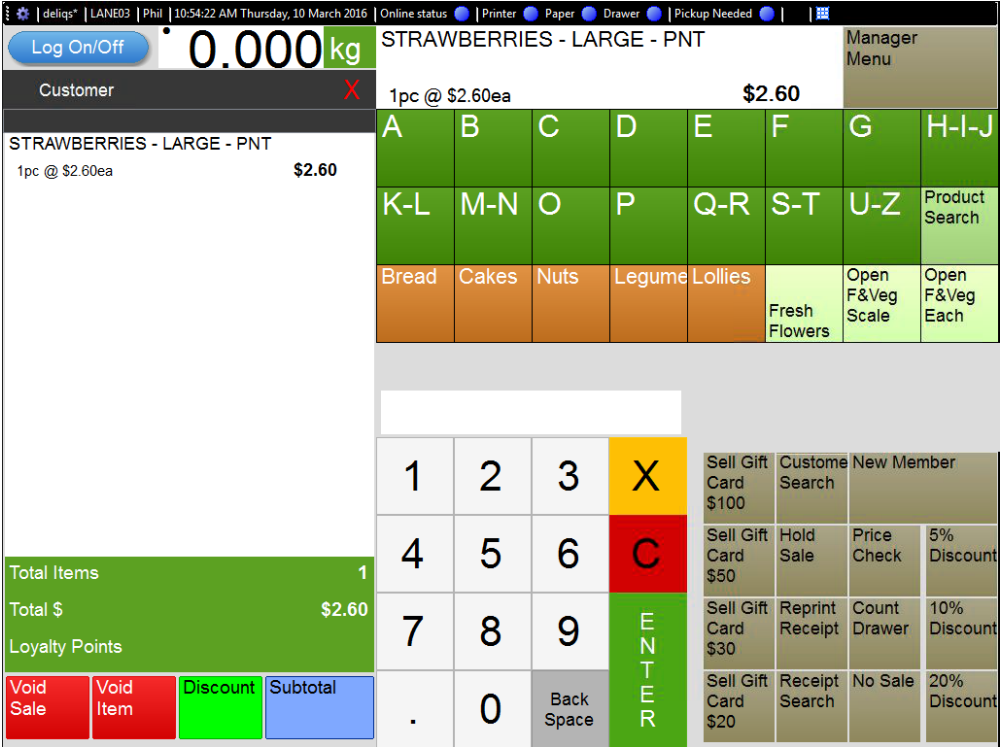 deliqs* | LANE03 | Phil | 10:54:22 AM Thursday, 10 March 2016 | Online status | Printer Paper Drawer | Pickup Needed
Log On/Off
0.000 kg
Customer X
STRAWBERRIES - LARGE - PNT
1pc @ $2.60ea $2.60
Total Items 1
Total $ $2.60
Loyalty Points
Void
Sale
Void
Item
Discount
Subtotal
STRAWBERRIES - LARGE - PNT
1pc @ $2.60ea $2.60
Manager
Menu
A B C D E F G H-I-J
K-L M-N O P Q-R S-T U-Z
Product
Search
Bread Cakes Nuts Legume Lollies
Fresh
Flowers
Open
F&Veg
Scale
Open
F&Veg
Each
1 2 3 X
4 5 6 C
7 8 9
. 0
Back
Space
ENTER
Sell Gift
Card
$100
Custome
Search
New Member
Sell Gift
Card
$50
Hold
Sale
Price
Check
5%
Discount
Sell Gift
Card
$30
Reprint
Receipt
Count
Drawer
10%
Discount
Sell Gift
Card
$20
Receipt
Search
No Sale
20%
Discount